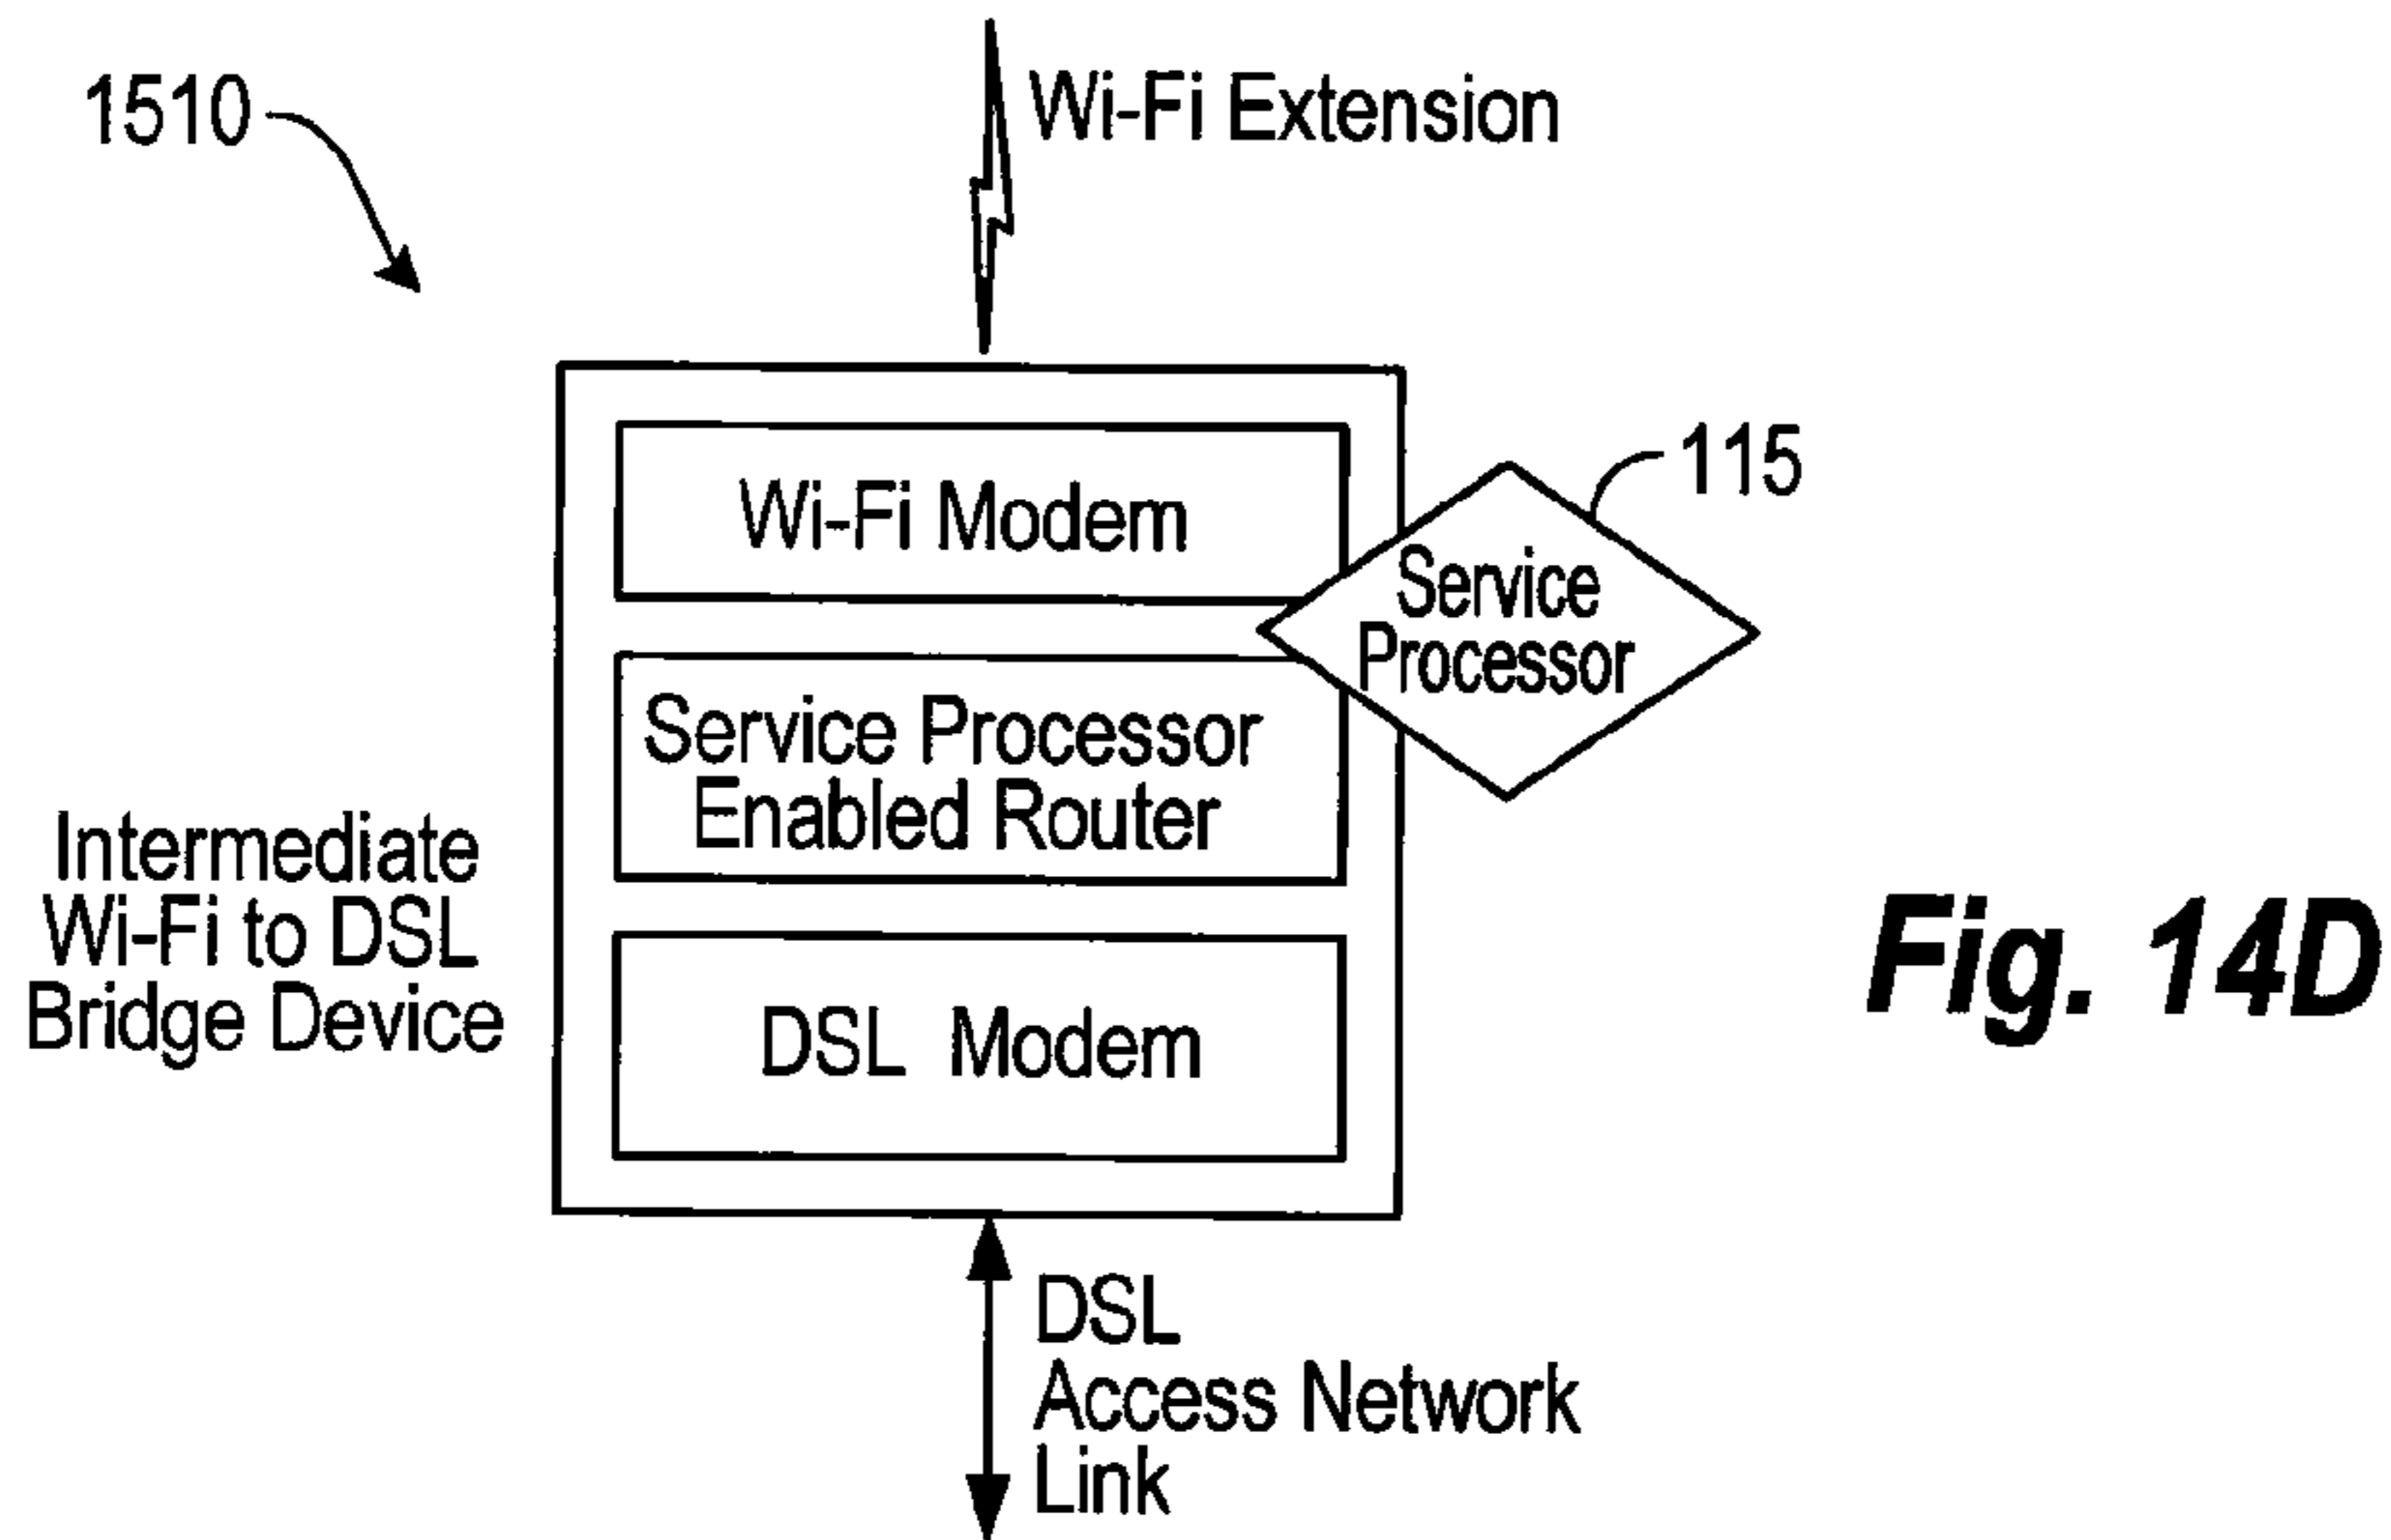 1510
Wi-Fi Extension
Wi-Fi Modem
115
Service
Processor
Service Processor
Enabled Router
Intermediate
Wi-Fi to DSL
Bridge Device
DSL Modem
Fig. 14D
DSL
Access Network
Link